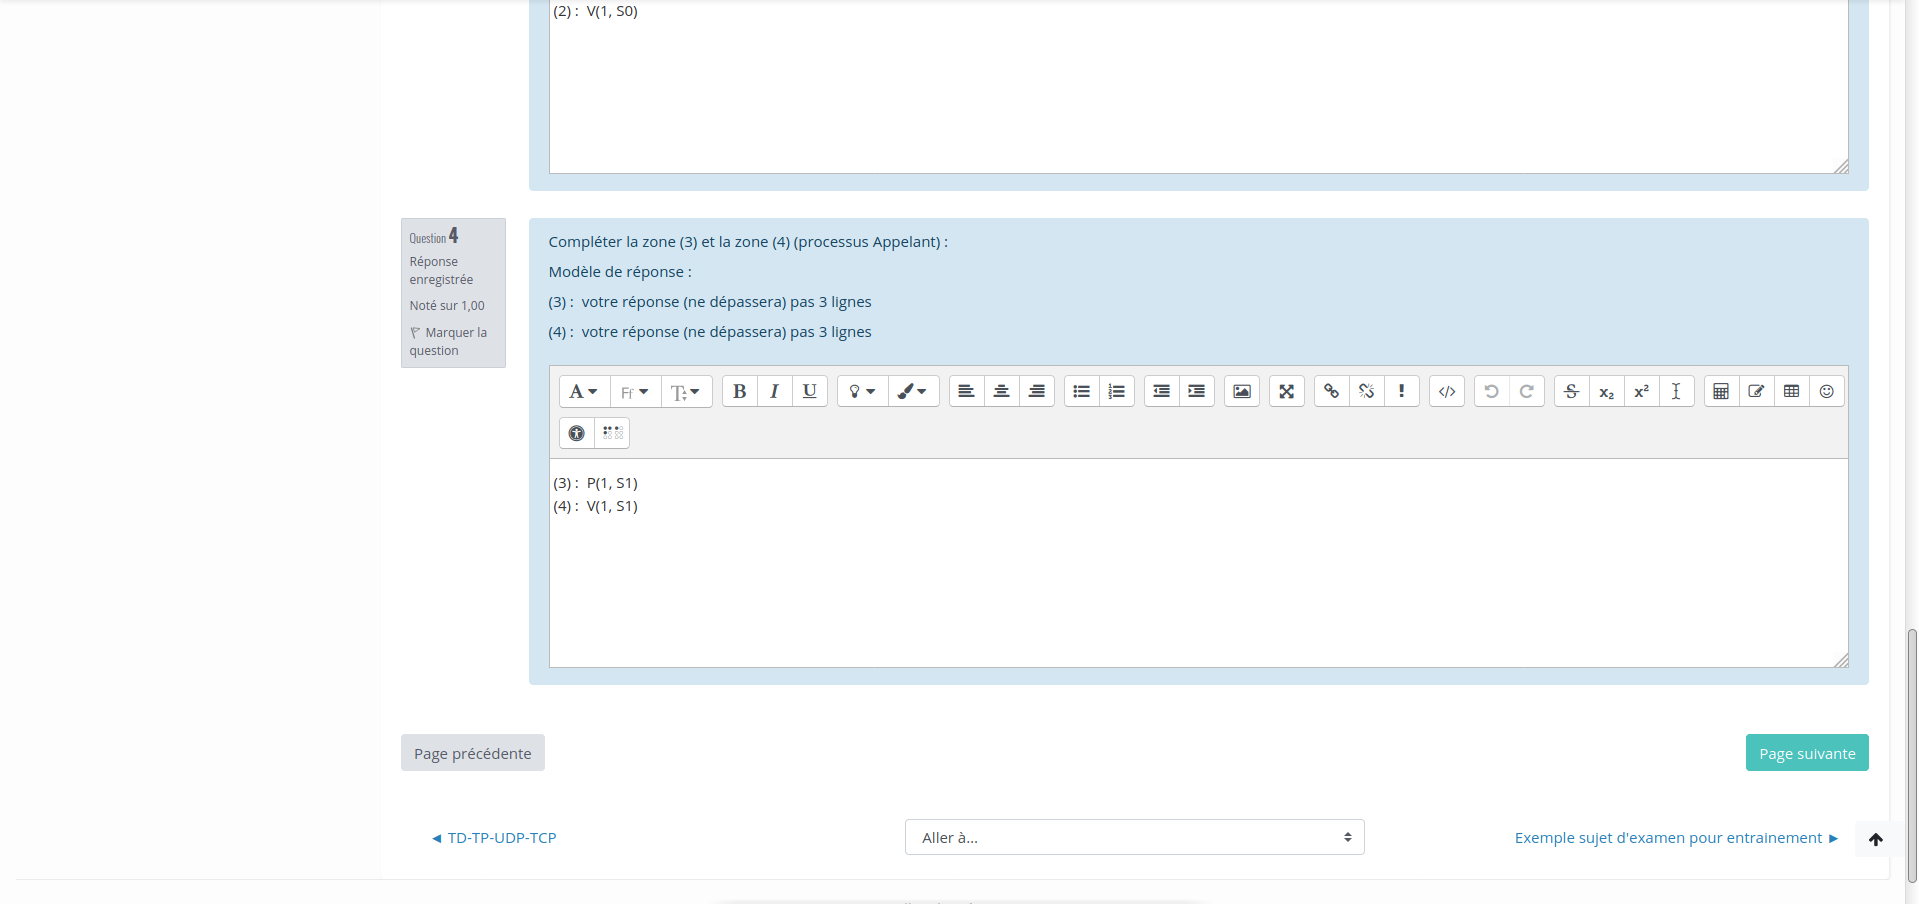 (2) :  V(1, S0)
Question 4
Réponse
enregistrée
Noté sur 1,00
Marquer la
question
Compléter la zone (3) et la zone (4) (processus Appelant) :
Modèle de réponse :
(3) :  votre réponse (ne dépassera) pas 3 lignes
(4) :  votre réponse (ne dépassera) pas 3 lignes
A Ff T B I U x₂ x²
(3) :  P(1, S1)
(4) :  V(1, S1)
Page précédente
Page suivante
◄ TD-TP-UDP-TCP
Aller à...
Exemple sujet d'examen pour entrainement ►